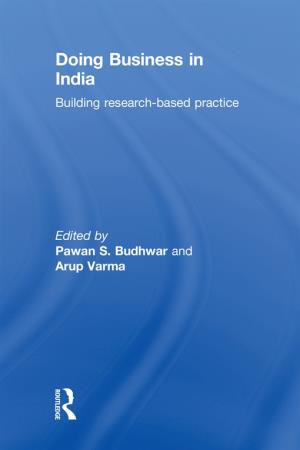 Doing Business in
India
Building research-based practice
Edited by
Pawan S. Budhwar and
Arup Varma
ROUTLEDGE